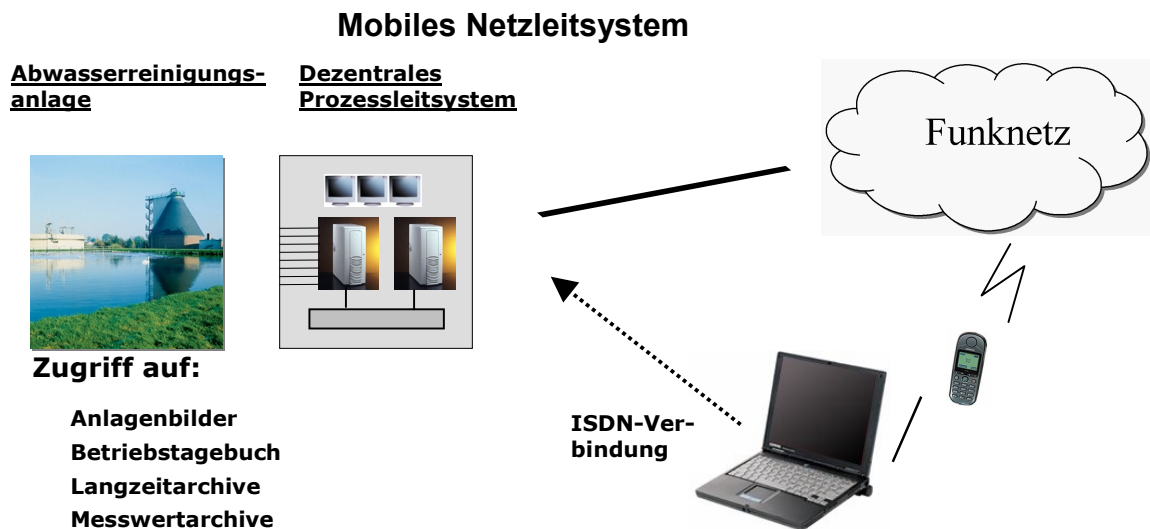 Mobiles Netzleitsystem
Abwasserreinigungs-
anlage
Dezentrales
Prozessleitsystem
Funknetz
Zugriff auf:
Anlagenbilder
Betriebstagebuch
Langzeitarchive
Messwertarchive
ISDN-Ver-
bindung